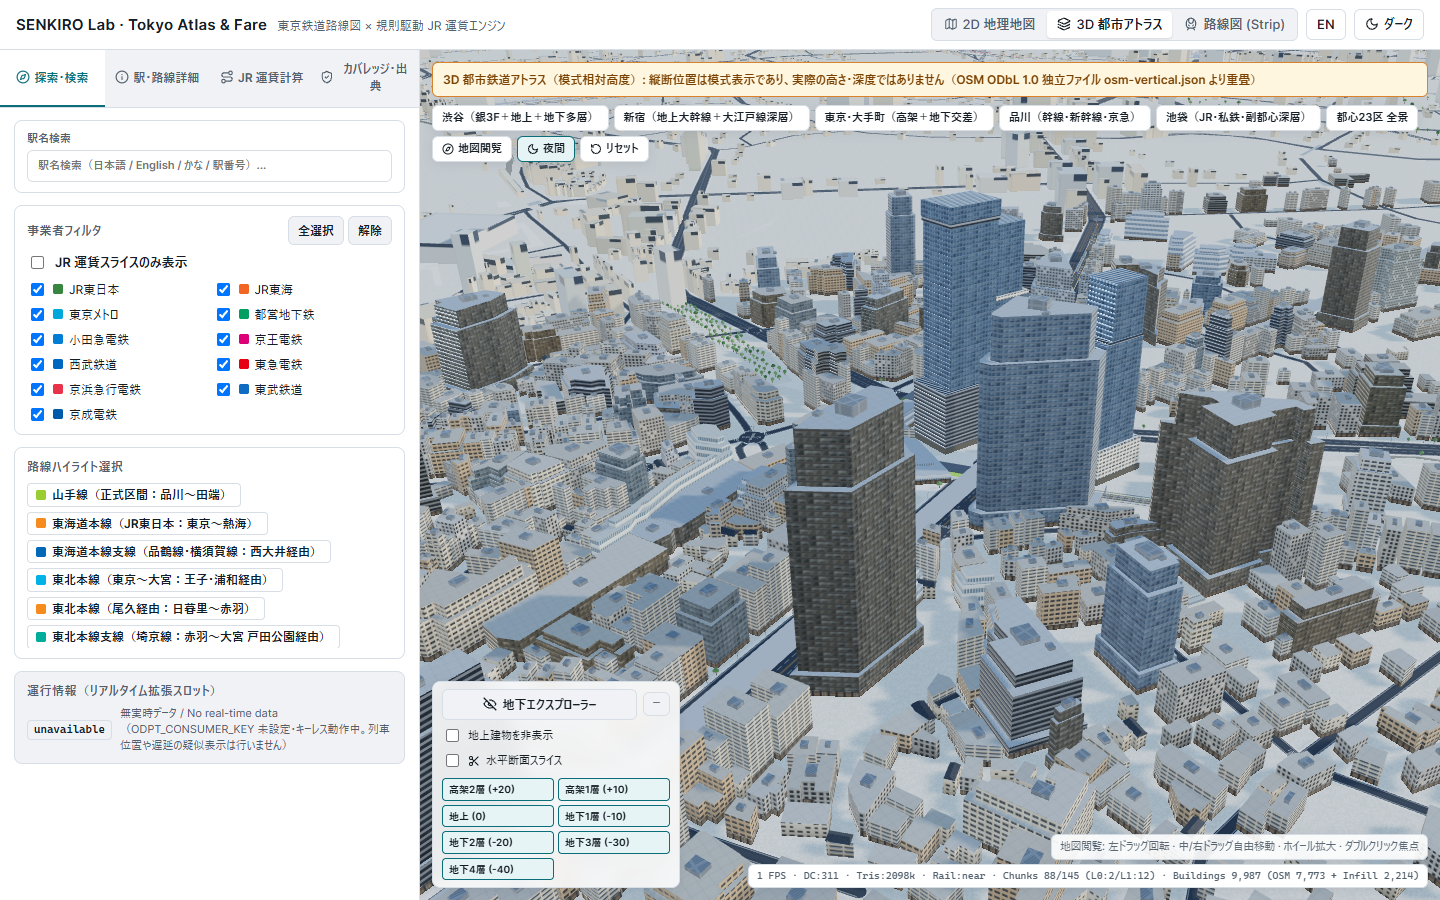 SENKIRO Lab · Tokyo Atlas & Fare 東京鉄道路線図 × 規則駆動 JR 運賃エンジン
2D 地理地図 3D 都市アトラス 路線図 (Strip) EN ダーク
探索・検索 駅・路線詳細 JR 運賃計算 カバレッジ・出典
駅名検索
駅名検索（日本語 / English / かな / 駅番号）...
事業者フィルタ 全選択 解除
JR 運賃スライスのみ表示
JR東日本 JR東海
東京メトロ 都営地下鉄
小田急電鉄 京王電鉄
西武鉄道 東急電鉄
京浜急行電鉄 東武鉄道
京成電鉄
路線ハイライト選択
山手線（正式区間：品川〜田端）
東海道本線（JR東日本：東京〜熱海）
東海道本線支線（品鶴線・横須賀線：西大井経由）
東北本線（東京〜大宮：王子・浦和経由）
東北本線（尾久経由：日暮里〜赤羽）
東北本線支線（埼京線：赤羽〜大宮 戸田公園経由）
運行情報（リアルタイム拡張スロット）
unavailable
無実時データ / No real-time data
（ODPT_CONSUMER_KEY 未設定・キーレス動作中。列車
位置や遅延の疑似表示は行いません）
3D 都市鉄道アトラス（模式相対高度）: 縦断位置は模式表示であり、実際の高さ・深度ではありません（OSM ODbL 1.0 独立ファイル osm-vertical.json より重畳）
渋谷（銀3F＋地上＋地下多層） 新宿（地上大幹線＋大江戸線深層） 東京・大手町（高架＋地下交差） 品川（幹線・新幹線・京急） 池袋（JR・私鉄・副都心深層） 都心23区 全景
地図閲覧 夜間 リセット
地下エクスプローラー −
地上建物を非表示
水平断面スライス
高架2層 (+20) 高架1層 (+10)
地上 (0) 地下1層 (-10)
地下2層 (-20) 地下3層 (-30)
地下4層 (-40)
地図閲覧: 左ドラッグ回転 · 中/右ドラッグ自由移動 · ホイール拡大 · ダブルクリック焦点
1 FPS · DC:311 · Tris:2098k · Rail:near · Chunks 88/145 (L0:2/L1:12) · Buildings 9,987 (OSM 7,773 + Infill 2,214)